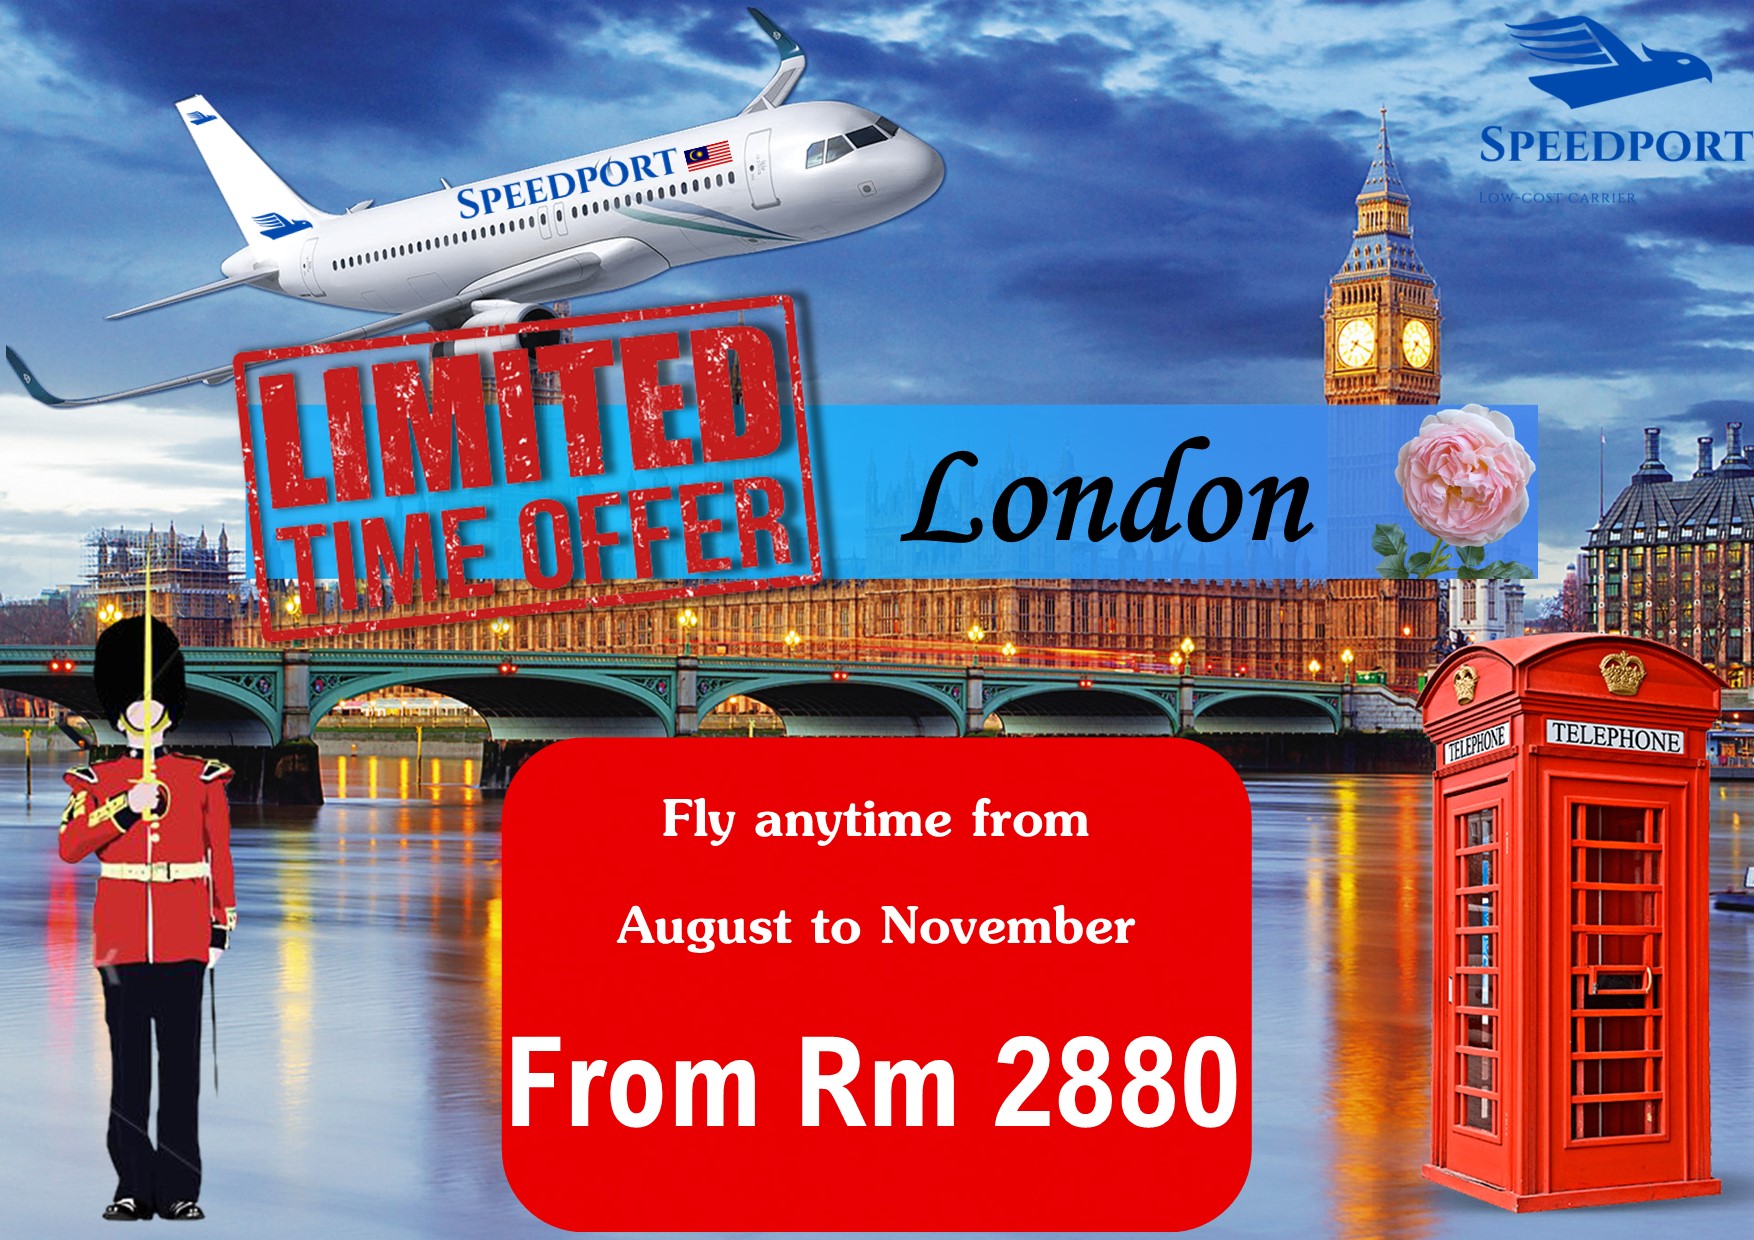 SPEEDPORT
SPEEDPORT
LOW-COST CARRIER
LIMITED
TIME OFFER
London
TELEPHONE
TELEPHONE
Fly anytime from
August to November
From Rm 2880